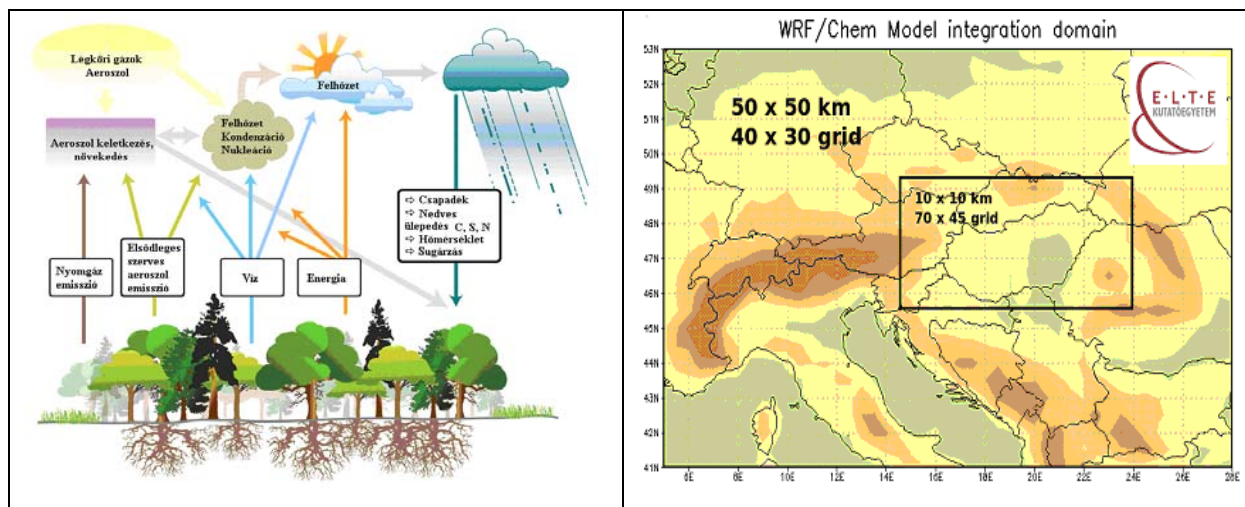 Légköri gázok
Aeroszol
Felhőzet
Felhőzet
Kondenzáció
Nukleáció
Aeroszol keletkezés,
növekedés
⇨ Csapadék
⇨ Nedves
ülepedés C, S, N
⇨ Hőmérséklet
⇨ Sugárzás
Nyomgáz
emisszió
Elsődleges
szerves
aeroszol
emisszió
Víz
Energia
WRF/Chem Model integration domain
50 x 50 km
40 x 30 grid
E·L·T·E
KUTATÓEGYETEM
10 x 10 km
70 x 45 grid
53N
52N
51N
50N
49N
48N
47N
46N
45N
44N
43N
42N
41N
6E 8E 10E 12E 14E 16E 18E 20E 22E 24E 26E 28E